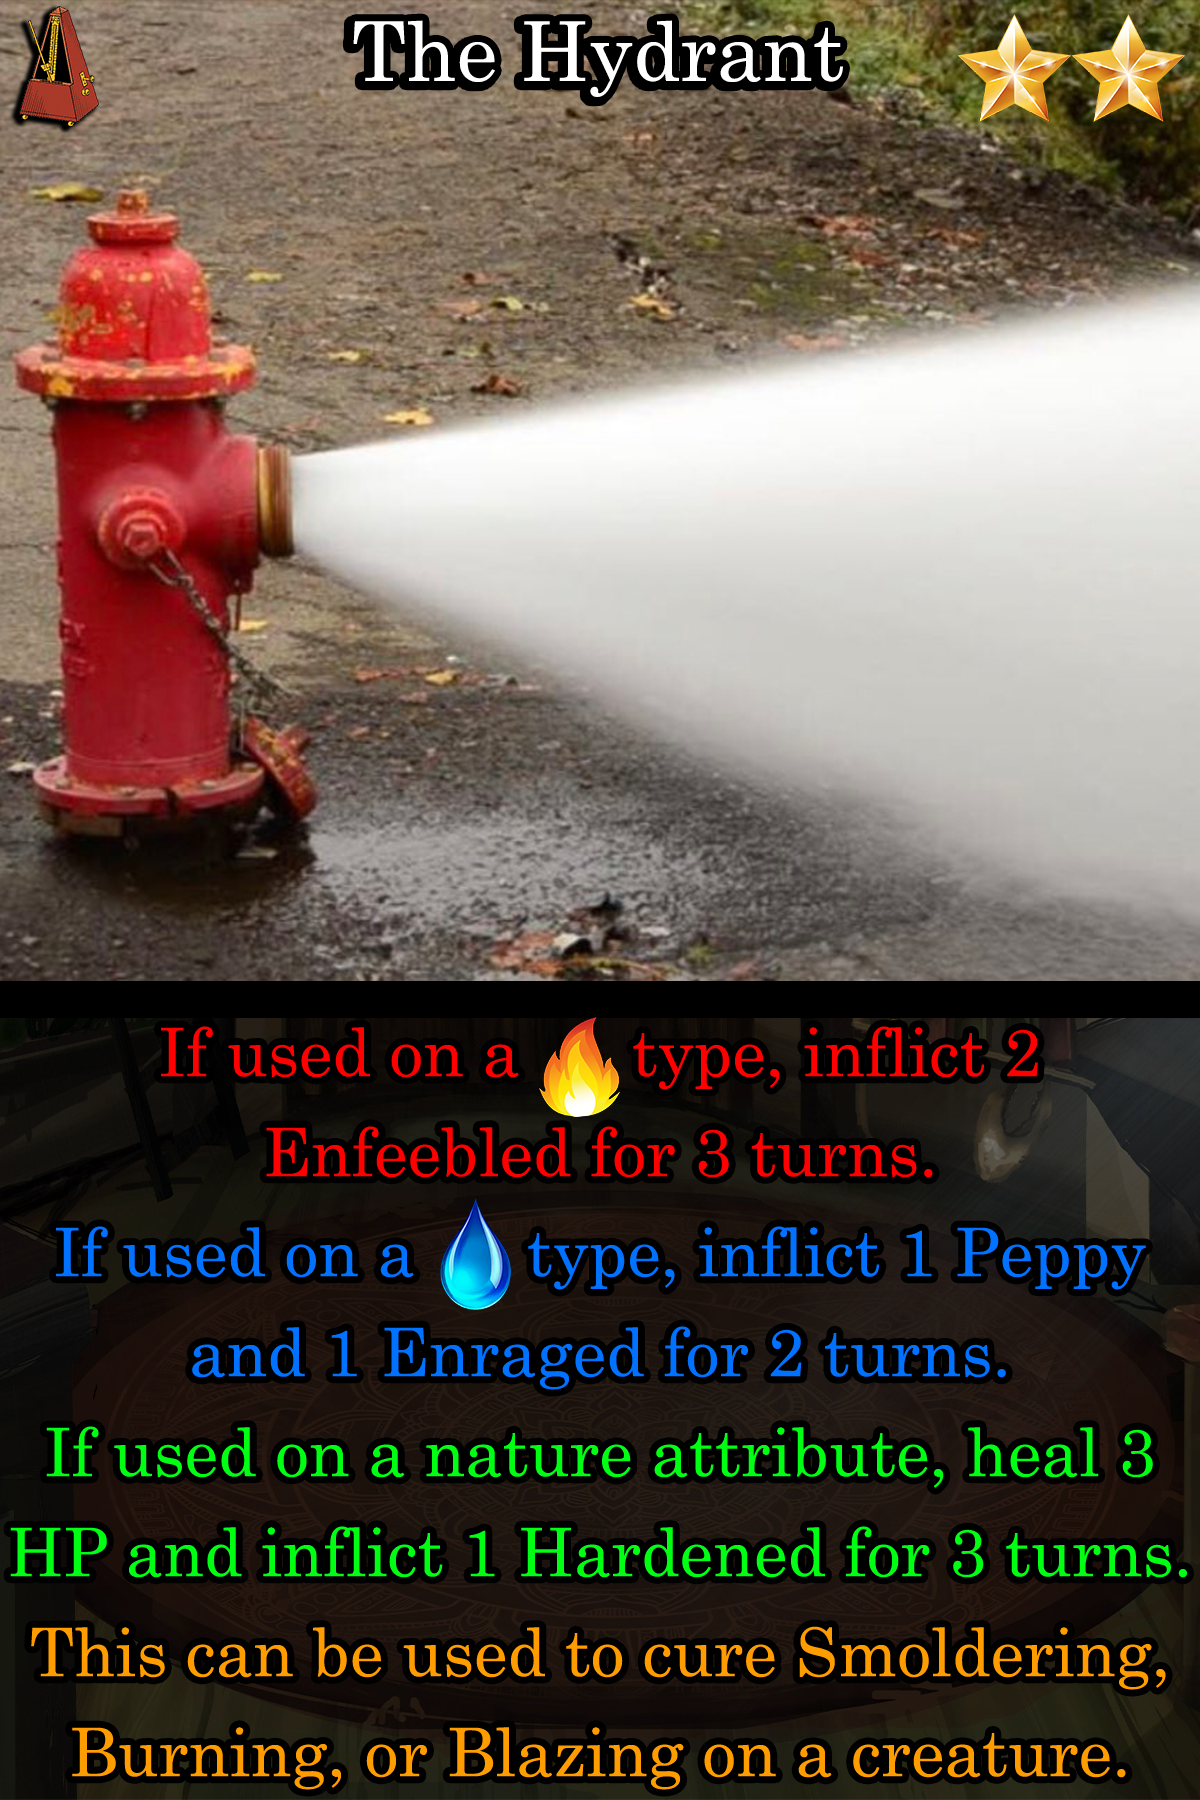 The Hydrant
If used on a 🔥 type, inflict 2
Enfeebled for 3 turns.
If used on a 💧 type, inflict 1 Peppy
and 1 Enraged for 2 turns.
If used on a nature attribute, heal 3
HP and inflict 1 Hardened for 3 turns.
This can be used to cure Smoldering,
Burning, or Blazing on a creature.